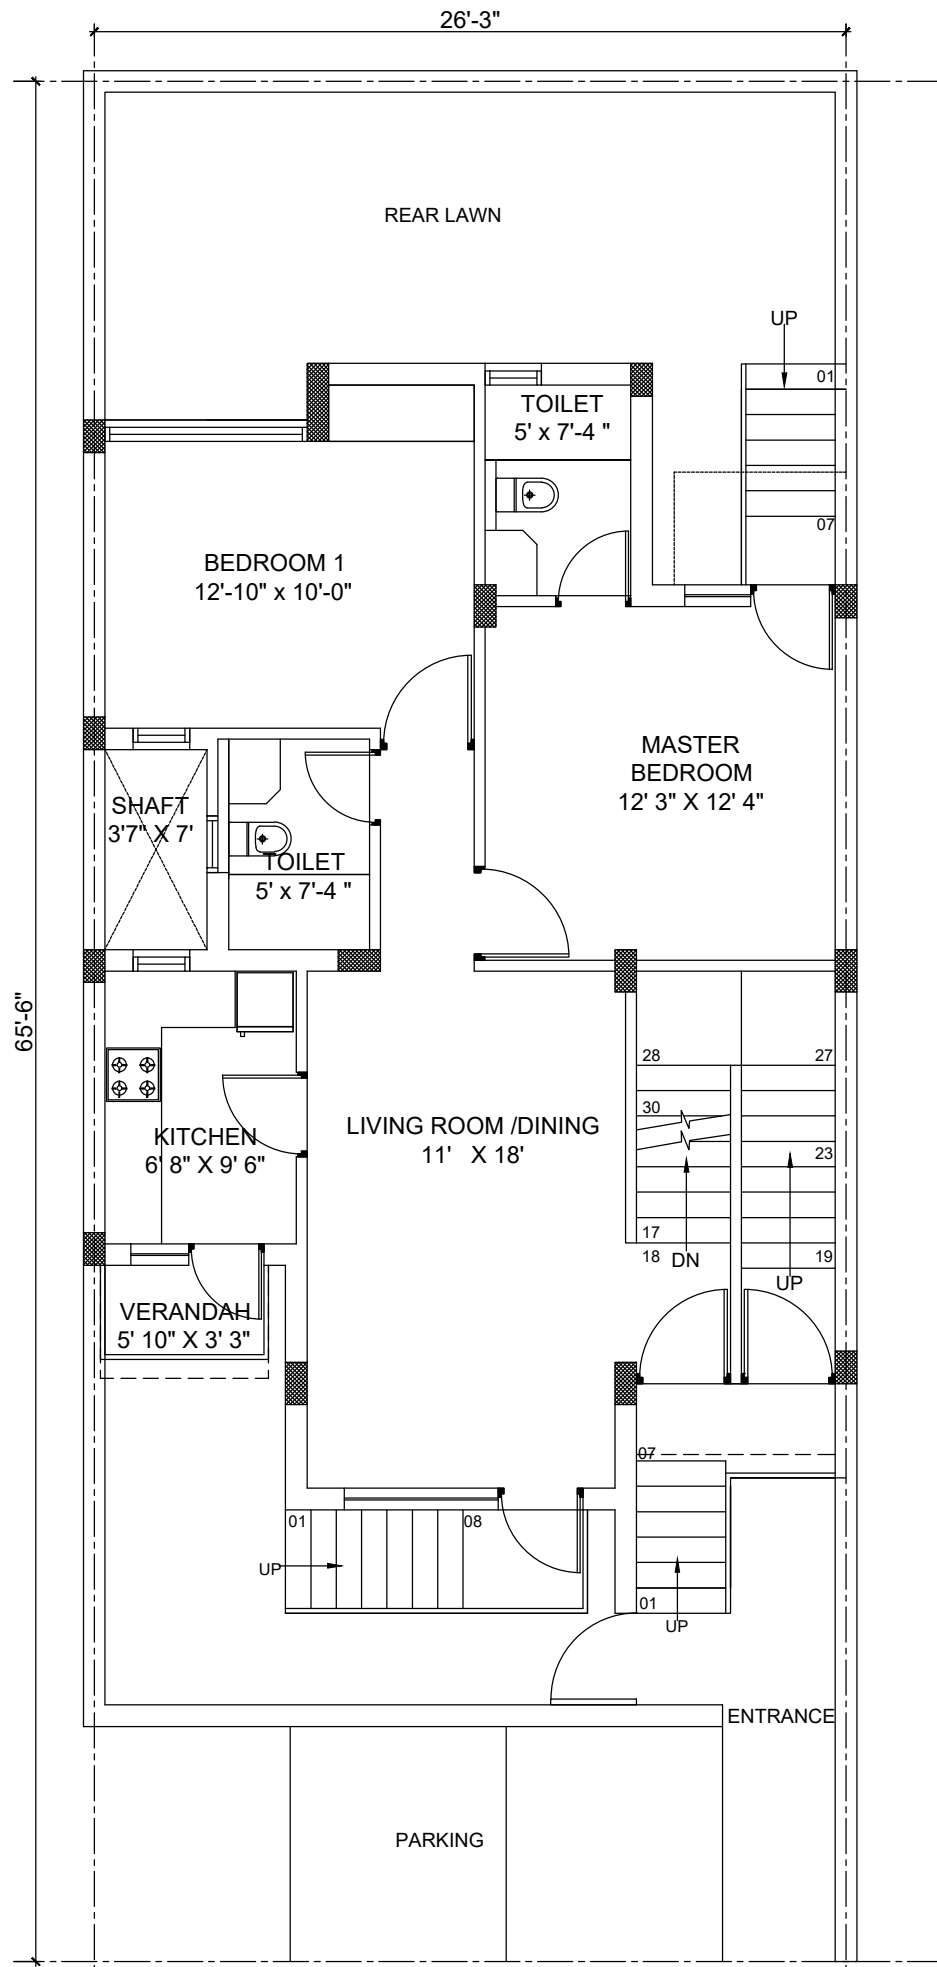 26'-3"
REAR LAWN
UP
01
TOILET
5' x 7'-4 "
07
BEDROOM 1
12'-10" x 10'-0"
MASTER
BEDROOM
12' 3" X 12' 4"
SHAFT
3'7" X 7'
TOILET
5' x 7'-4 "
65'-6"
28
27
30
LIVING ROOM /DINING
11' X 18'
KITCHEN
6' 8" X 9' 6"
23
17
18
DN
19
UP
VERANDAH
5' 10" X 3' 3"
07
01
08
UP
01
UP
ENTRANCE
PARKING